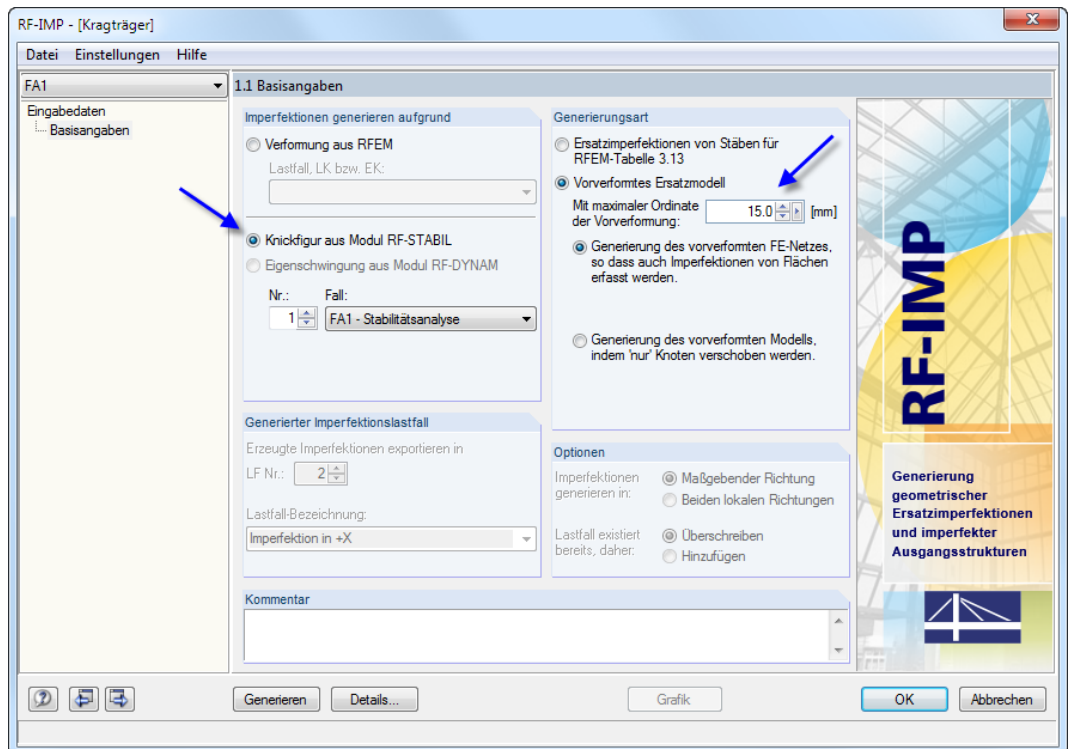 RF-IMP - [Kragträger]
Datei Einstellungen Hilfe
FA1
Eingabedaten
Basisangaben
1.1 Basisangaben
Imperfektionen generieren aufgrund
Verformung aus RFEM
Lastfall, LK bzw. EK:
Knickfigur aus Modul RF-STABIL
Eigenschwingung aus Modul RF-DYNAM
Nr.: Fall:
1 FA1 - Stabilitätsanalyse
Generierungsart
Ersatzimperfektionen von Stäben für
RFEM-Tabelle 3.13
Vorverformtes Ersatzmodell
Mit maximaler Ordinate
der Vorverformung:
15.0 [mm]
Generierung des vorverformten FE-Netzes,
so dass auch Imperfektionen von Flächen
erfasst werden.
Generierung des vorverformten Modells,
indem 'nur' Knoten verschoben werden.
Generierter Imperfektionslastfall
Erzeugte Imperfektionen exportieren in
LF Nr.: 2
Lastfall-Bezeichnung:
Imperfektion in +X
Optionen
Imperfektionen
generieren in:
Maßgebender Richtung
Beiden lokalen Richtungen
Lastfall existiert
bereits, daher:
Überschreiben
Hinzufügen
Kommentar
RF-IMP
Generierung
geometrischer
Ersatzimperfektionen
und imperfekter
Ausgangsstrukturen
Generieren
Details...
Grafik
OK
Abbrechen